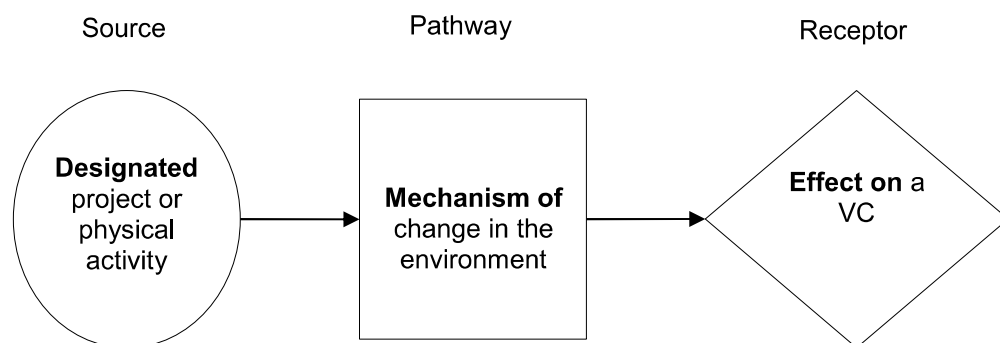 Source
Pathway
Receptor
Designated
project or
physical
activity
Mechanism of
change in the
environment
Effect on a
VC